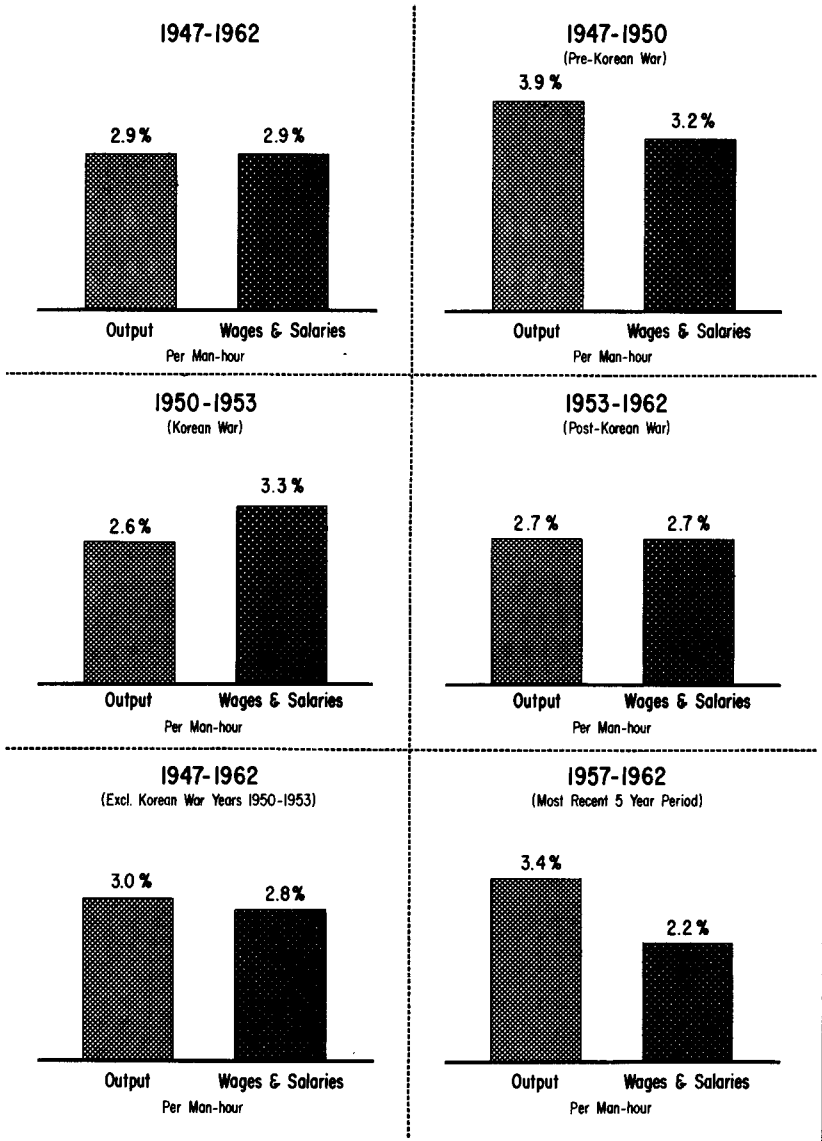 1947-1962
2.9% 2.9%
Output Wages & Salaries
Per Man-hour
1947-1950
(Pre-Korean War)
3.9% 3.2%
Output Wages & Salaries
Per Man-hour
1950-1953
(Korean War)
2.6% 3.3%
Output Wages & Salaries
Per Man-hour
1953-1962
(Post-Korean War)
2.7% 2.7%
Output Wages & Salaries
Per Man-hour
1947-1962
(Excl. Korean War Years 1950-1953)
3.0% 2.8%
Output Wages & Salaries
Per Man-hour
1957-1962
(Most Recent 5 Year Period)
3.4% 2.2%
Output Wages & Salaries
Per Man-hour